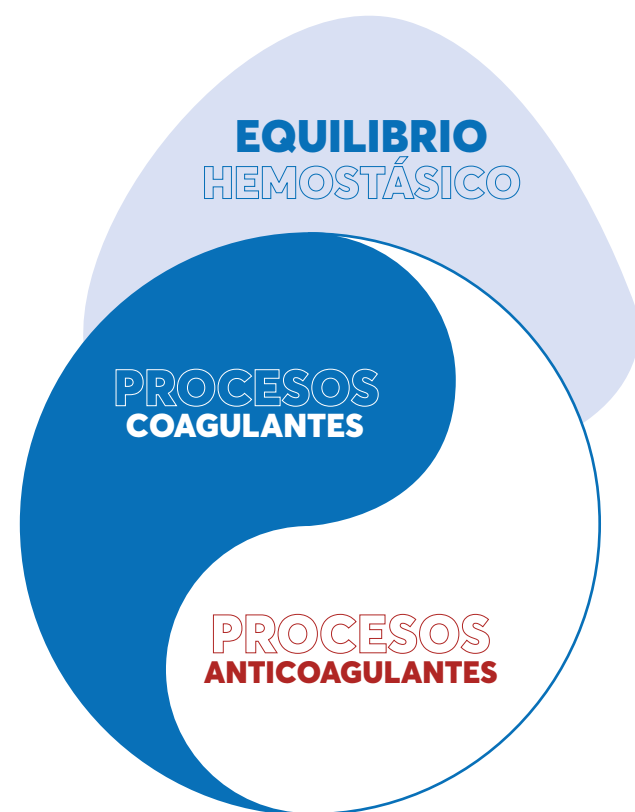 EQUILIBRIO
HEMOSTÁSICO
PROCESOS
COAGULANTES
PROCESOS
ANTICOAGULANTES